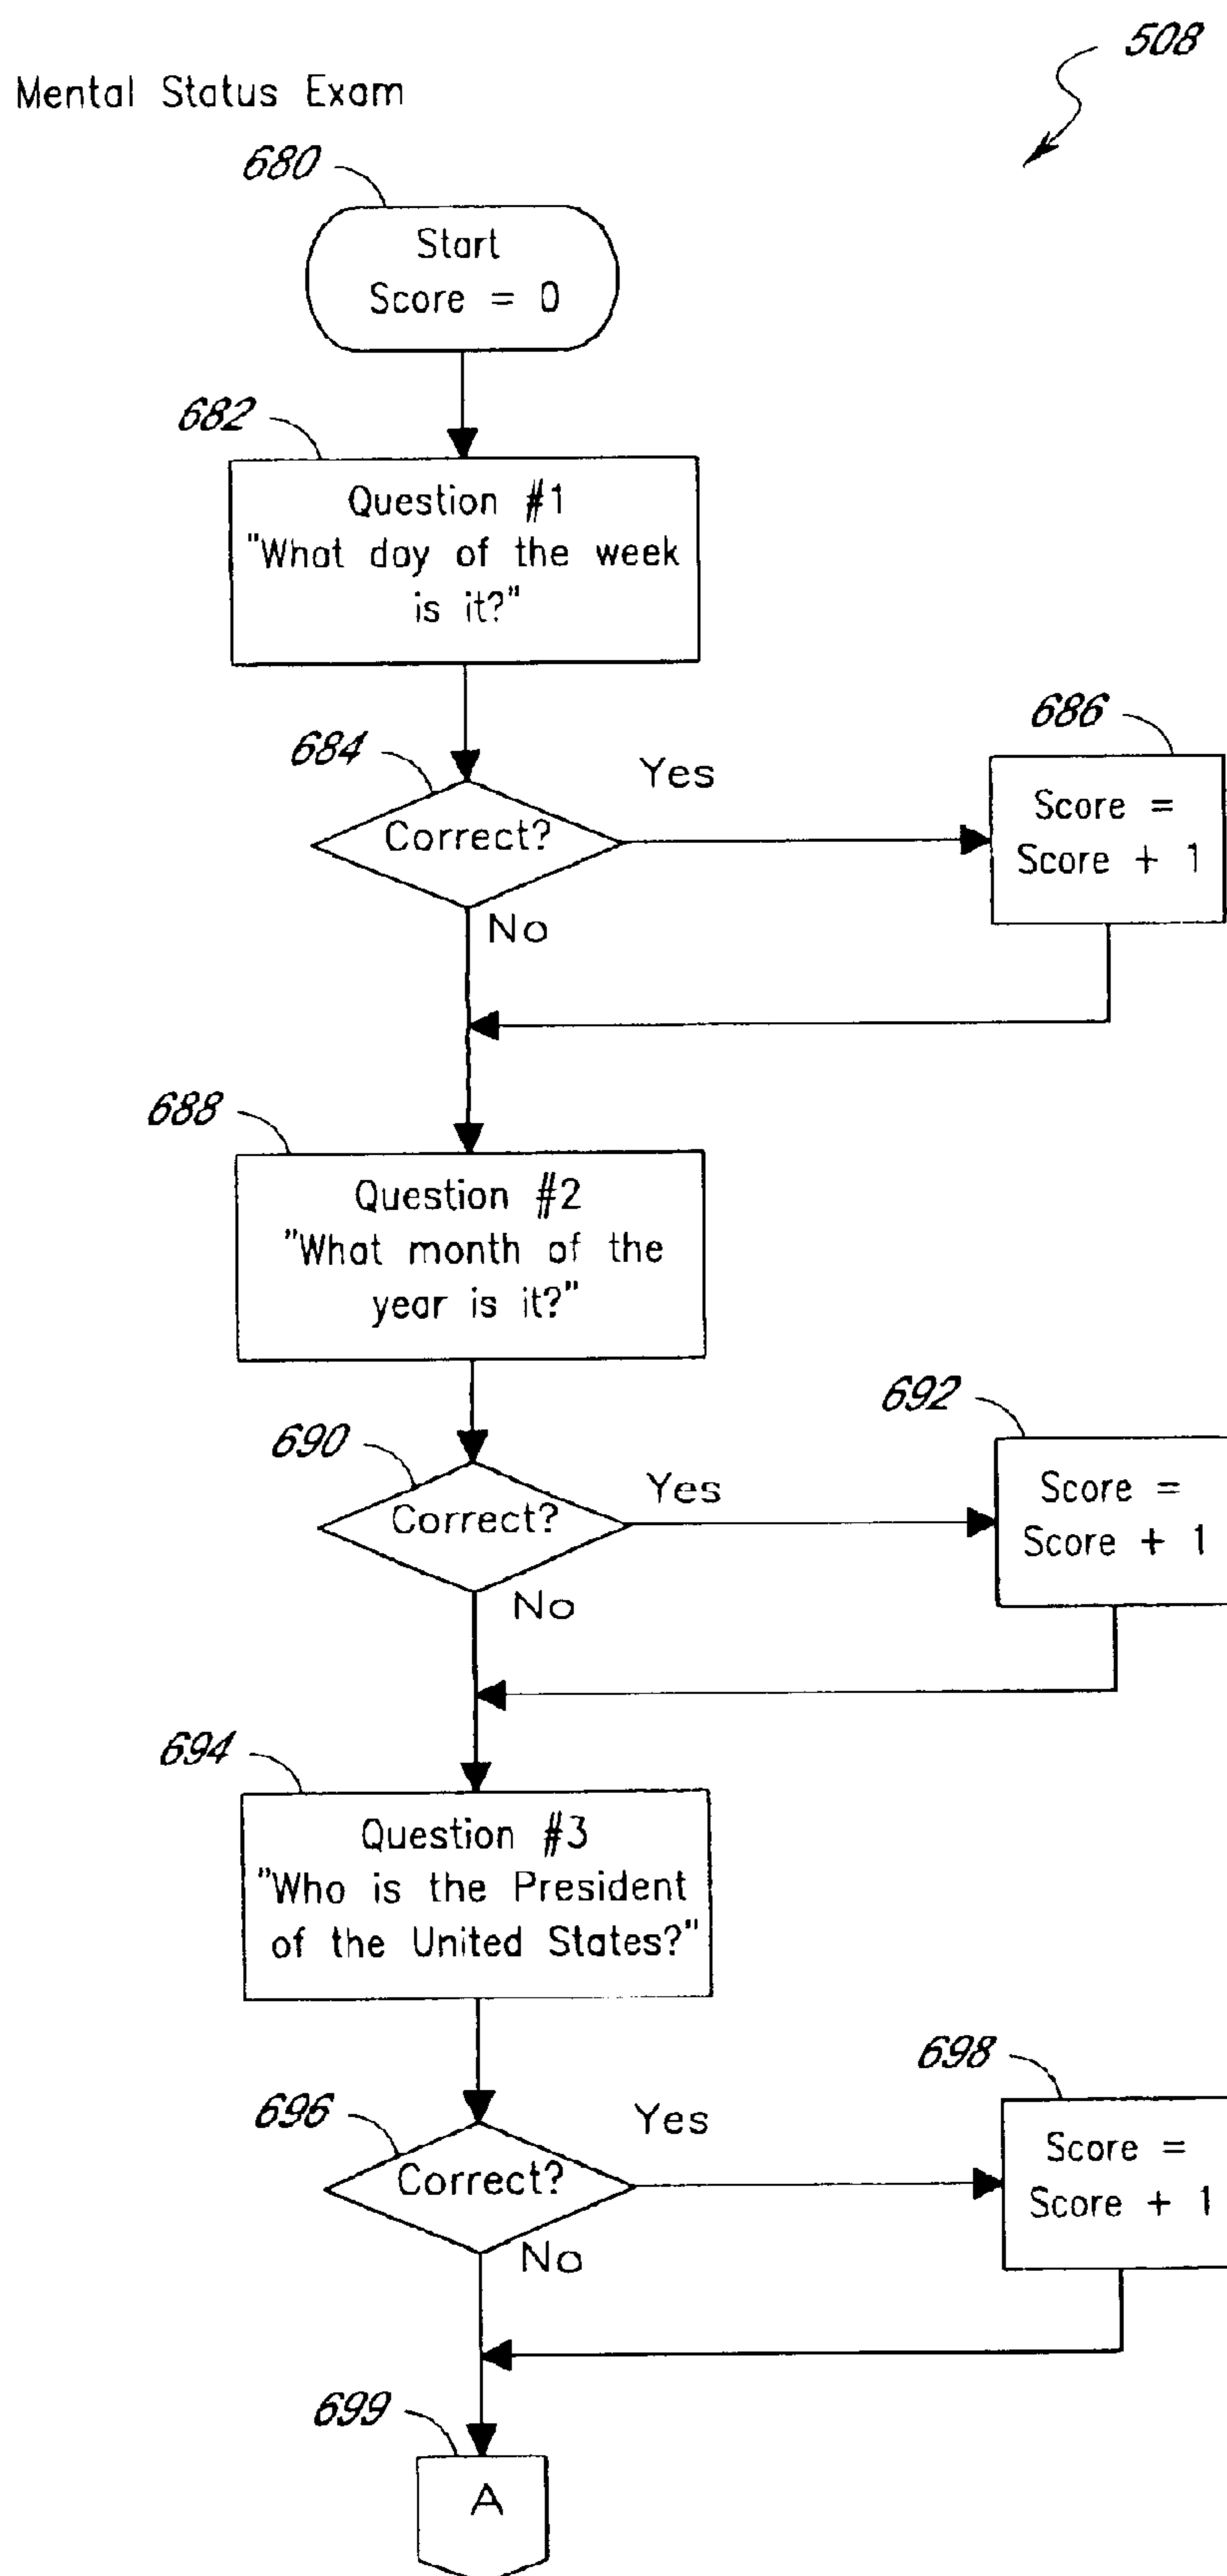 508
Mental Status Exam
680
Start
Score = 0
682
Question #1
"What day of the week
is it?"
684
Correct?
Yes
686
Score =
Score + 1
No
688
Question #2
"What month of the
year is it?"
690
Correct?
Yes
692
Score =
Score + 1
No
694
Question #3
"Who is the President
of the United States?"
696
Correct?
Yes
698
Score =
Score + 1
No
699
A